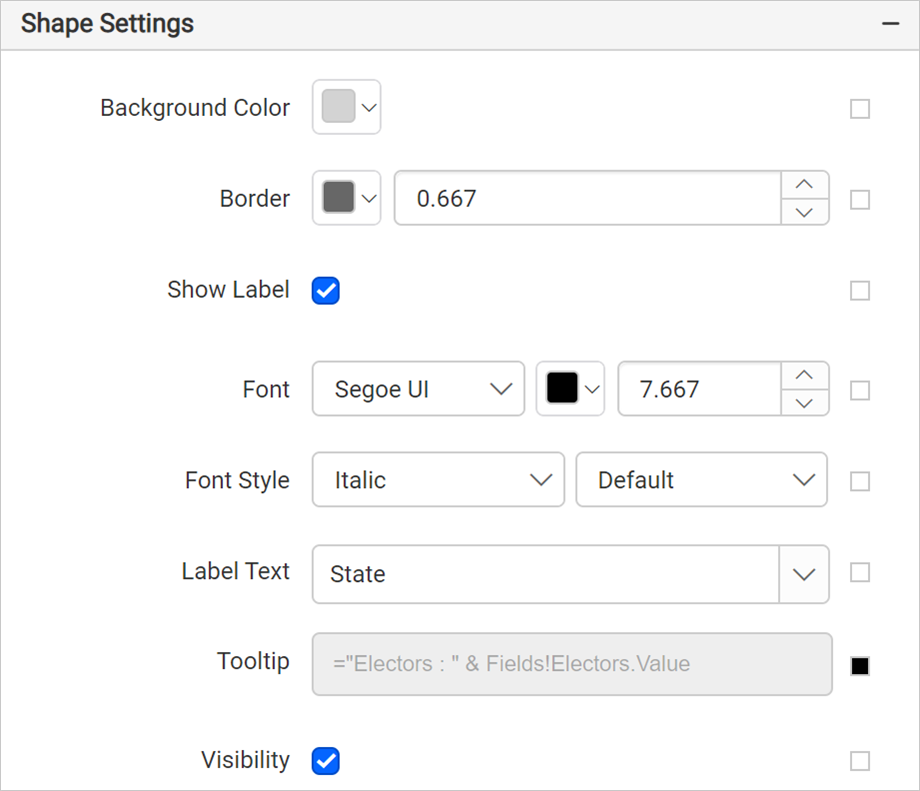 Shape Settings
Background Color
Border 0.667
Show Label
Font Segoe UI 7.667
Font Style Italic Default
Label Text State
Tooltip ="Electors : " & Fields!Electors.Value
Visibility